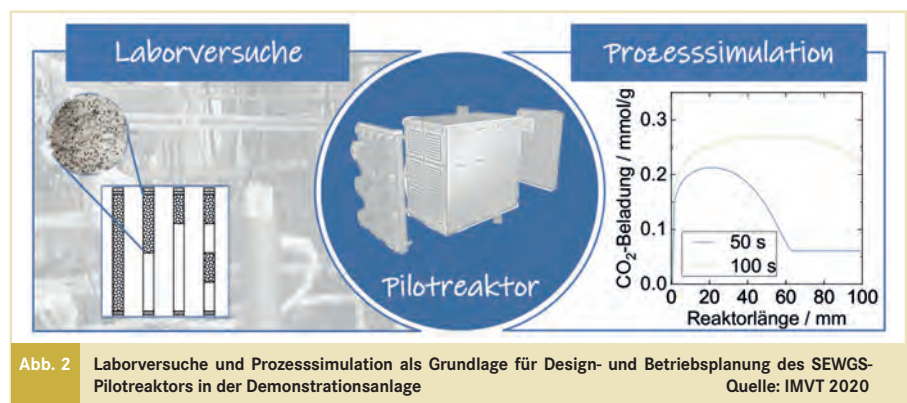 Laborversuche
Prozesssimulation
Pilotreaktor
CO₂-Beladung / mmol/g
0.3
0.2
0.1
0.0
50 s
100 s
0 20 40 60 80 100
Reaktorlänge / mm
Abb. 2 Laborversuche und Prozesssimulation als Grundlage für Design- und Betriebsplanung des SEWGS-
Pilotreaktors in der Demonstrationsanlage Quelle: IMVT 2020